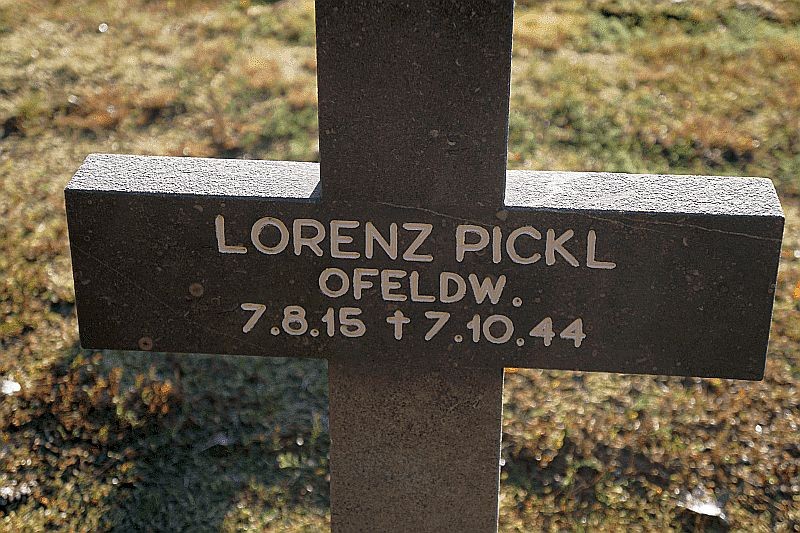 LORENZ PICKL
OFELDW.
7.8.15 † 7.10.44